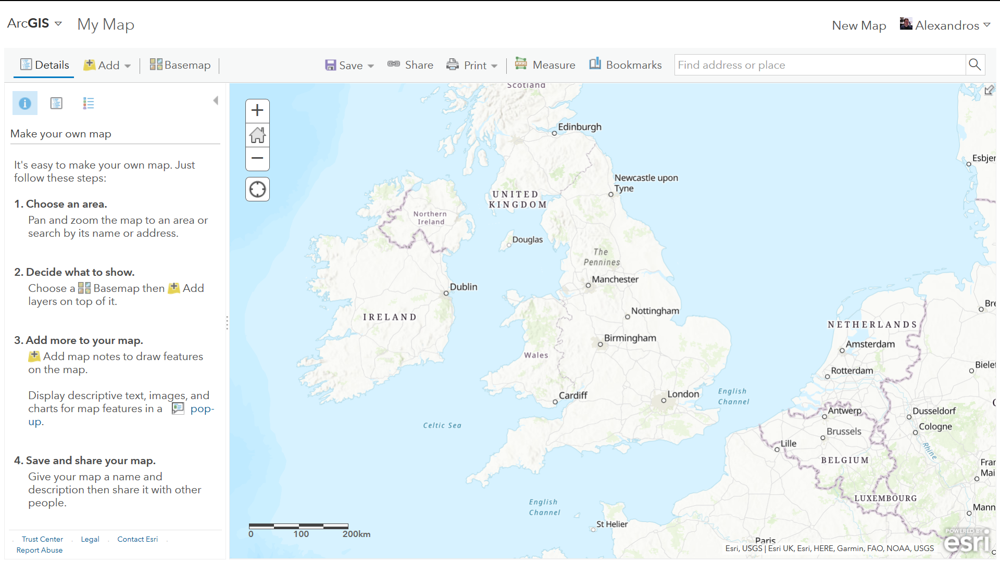 ArcGIS
My Map
New Map
Alexandros
Details
Add
Basemap
Save
Share
Print
Measure
Bookmarks
Find address or place
Make your own map
It's easy to make your own map. Just
follow these steps:
1. Choose an area.
Pan and zoom the map to an area or
search by its name or address.
2. Decide what to show.
Choose a Basemap then Add
layers on top of it.
3. Add more to your map.
Add map notes to draw features
on the map.
Display descriptive text, images, and
charts for map features in a pop-
up.
4. Save and share your map.
Give your map a name and
description then share it with other
people.
Trust Center
Legal
Contact Esri
Report Abuse
Scotland
Edinburgh
Esbjer
Newcastle upon
Tyne
UNITED
KINGDOM
Northern
Ireland
Douglas
The
Pennines
Manchester
Dublin
IRELAND
Nottingham
Bre
NETHERLANDS
Birmingham
Amsterdam
Wales
Bielef
Rotterdam
Cardiff
London
English
Channel
Antwerp
Dusseldorf
Celtic Sea
Brussels
Cologne
Lille
Rhine
BELGIUM
Fran
Mai
LUXEMBOURG
English
Channel
Mann
St Helier
0 100 200km
Paris
Esri, USGS | Esri UK, Esri, HERE, Garmin, FAO, NOAA, USGS
POWERED BY
esri